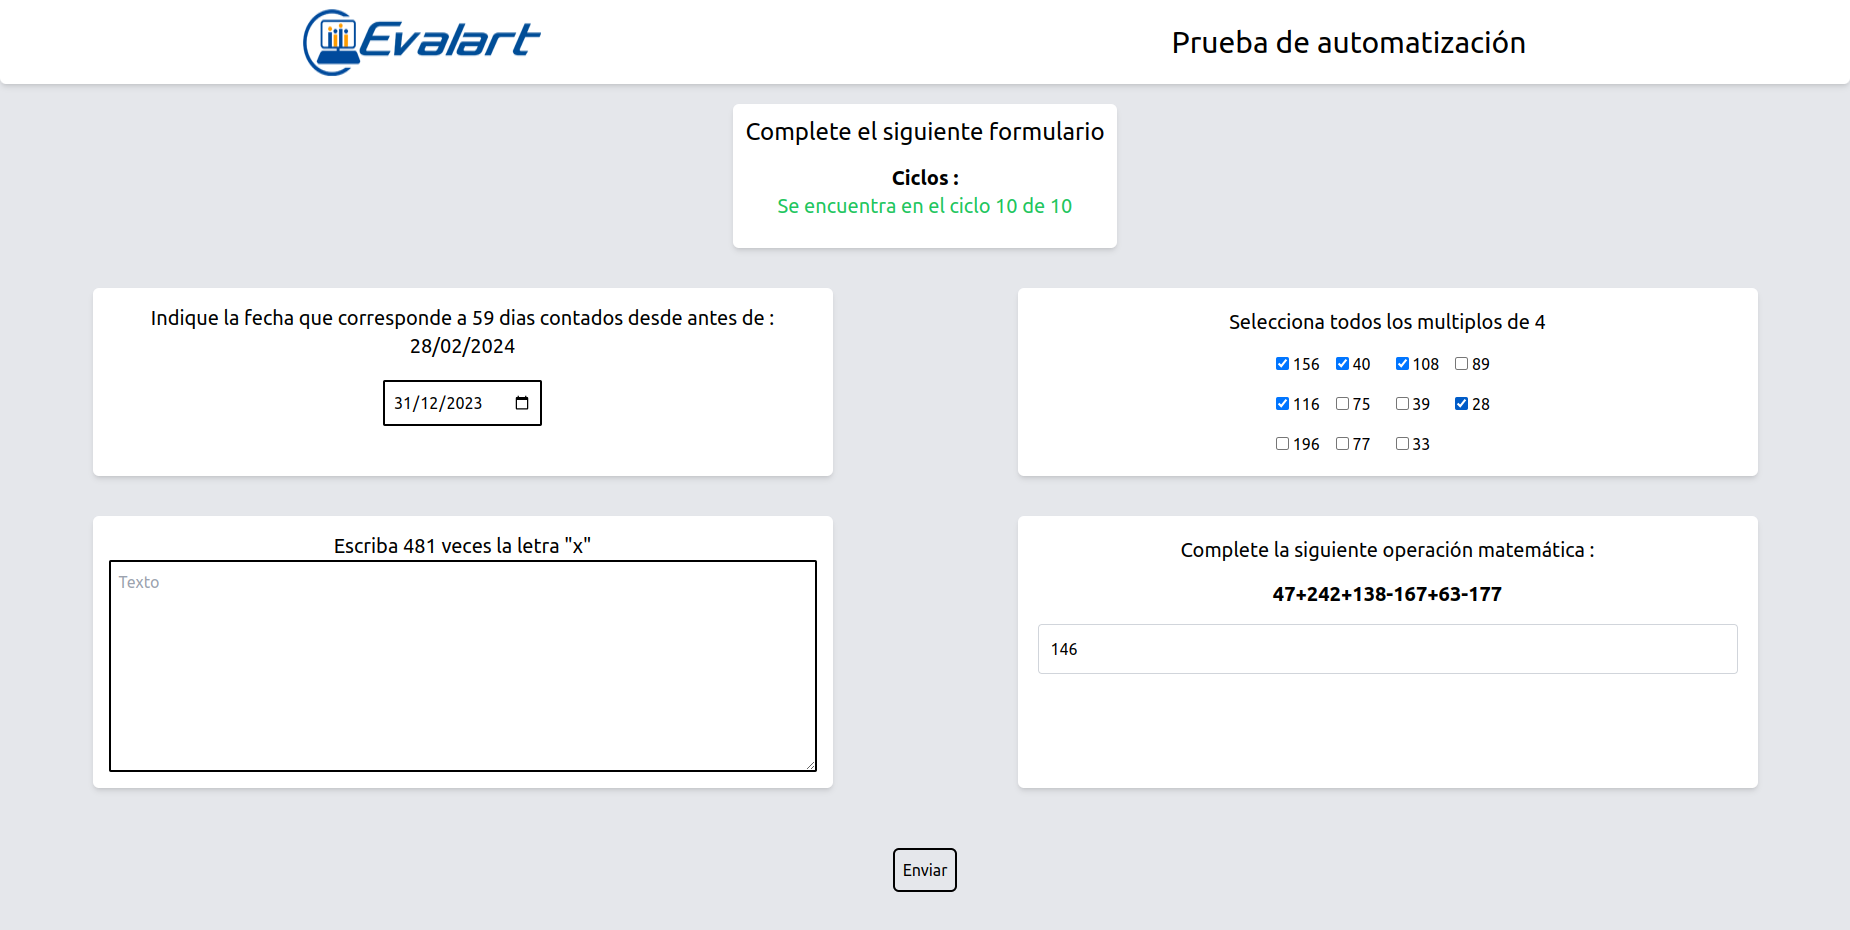 Evalart
Prueba de automatización
Complete el siguiente formulario
Ciclos :
Se encuentra en el ciclo 10 de 10
Indique la fecha que corresponde a 59 dias contados desde antes de :
28/02/2024
31/12/2023
Selecciona todos los multiplos de 4
156 40 108 89
116 75 39 28
196 77 33
Escriba 481 veces la letra "x"
Texto
Complete la siguiente operación matemática :
47+242+138-167+63-177
146
Enviar